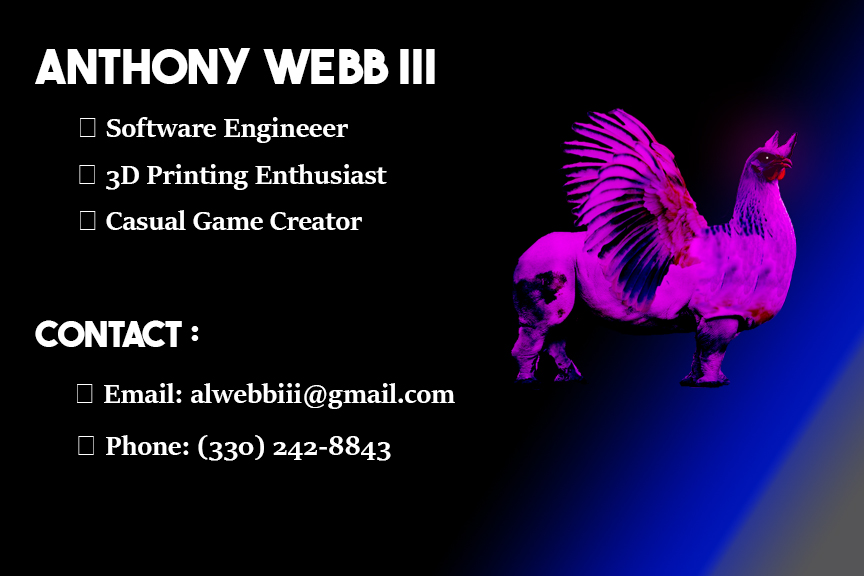 ANTHONY WEBB III
□ Software Engineeer
□ 3D Printing Enthusiast
□ Casual Game Creator
CONTACT :
□ Email: alwebbiii@gmail.com
□ Phone: (330) 242-8843